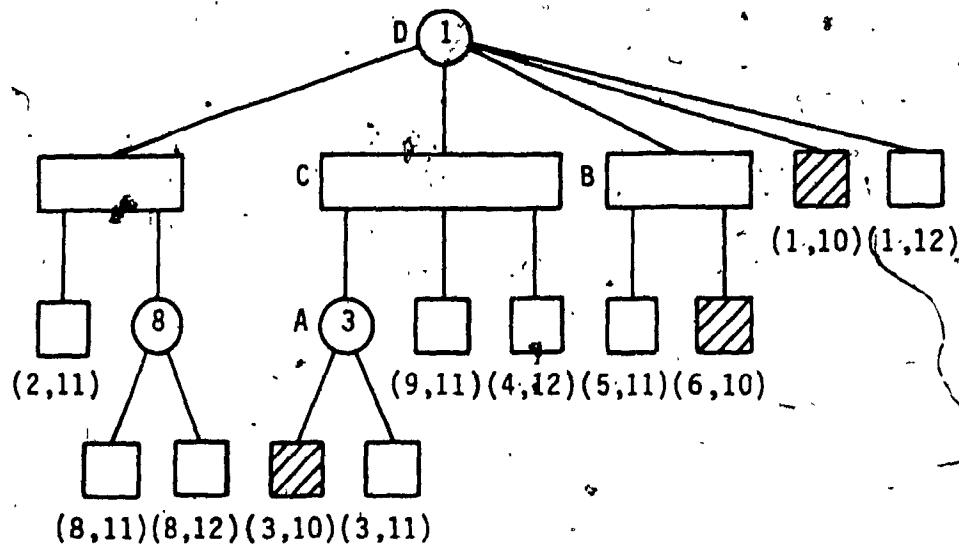 D 1
C B
(1,10)(1,12)
8 A 3
(2,11) (9,11)(4,12)(5,11)(6,10)
(8,11)(8,12)(3,10)(3,11)